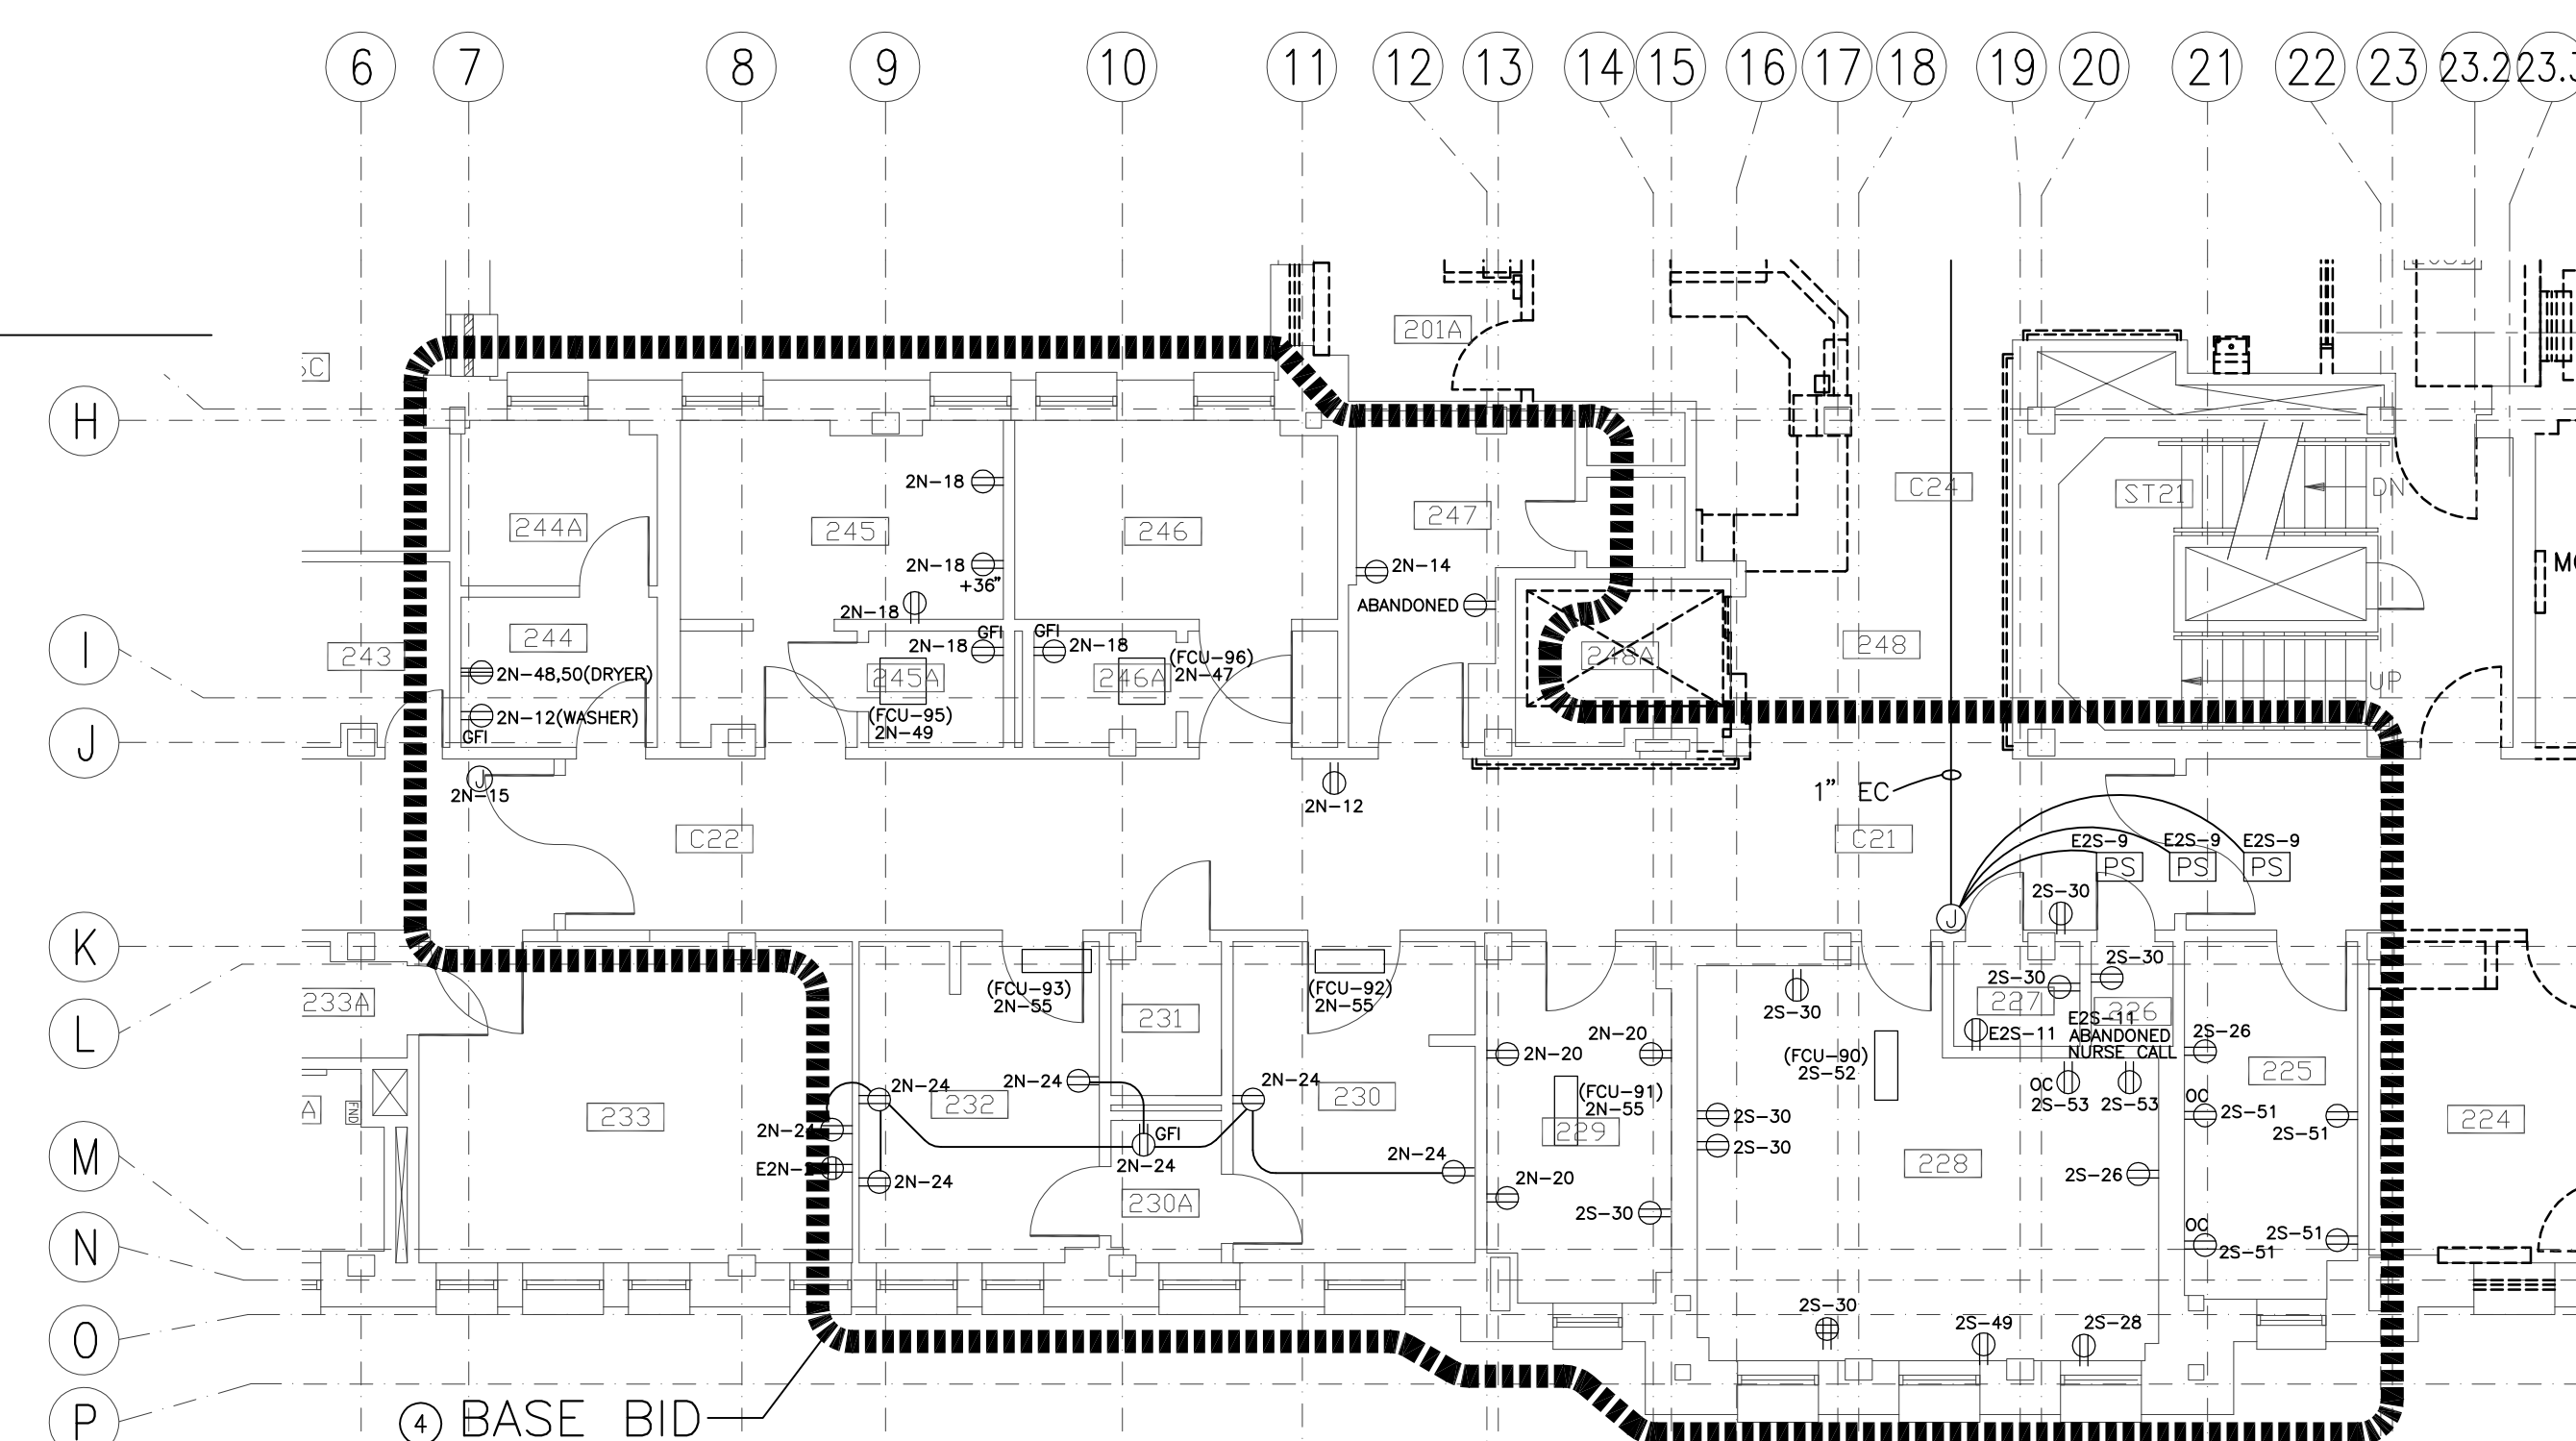 6 7 8 9 10 11 12 13 14 15 16 17 18 19 20 21 22 23 23.2 23.3
201A
H
2N-18
C24
ST21
DN
244A
245
246
247
2N-18
+36"
2N-14
2N-18
ABANDONED
I
243
244
2N-18
GFI
GFI
2N-18
(FCU-96)
2N-47
248A
248
2N-48,50(DRYER)
245A
246A
UP
2N-12(WASHER)
GFI
(FCU-95)
2N-49
J
J
2N-15
2N-12
1" EC
C22
C21
E2S-9
E2S-9
E2S-9
PS
PS
PS
2S-30
J
K
(FCU-93)
2N-55
(FCU-92)
2N-55
2S-30
2S-30
2S-30
233A
231
227
226
L
2N-20
2N-20
E2S-11
E2S-11
ABANDONED
NURSE CALL
2S-26
(FCU-90)
2S-52
225
2N-24
2N-24
2N-24
(FCU-91)
2N-55
OC
2S-53
2S-53
OC
2S-51
2S-51
A
FND
233
232
230
229
2S-30
2S-30
224
M
2N-24
GFI
2N-24
2N-24
228
2S-26
2N-24
2N-20
230A
2S-30
N
OC
2S-51
2S-51
O
2S-30
2S-49
2S-28
P
4 BASE BID